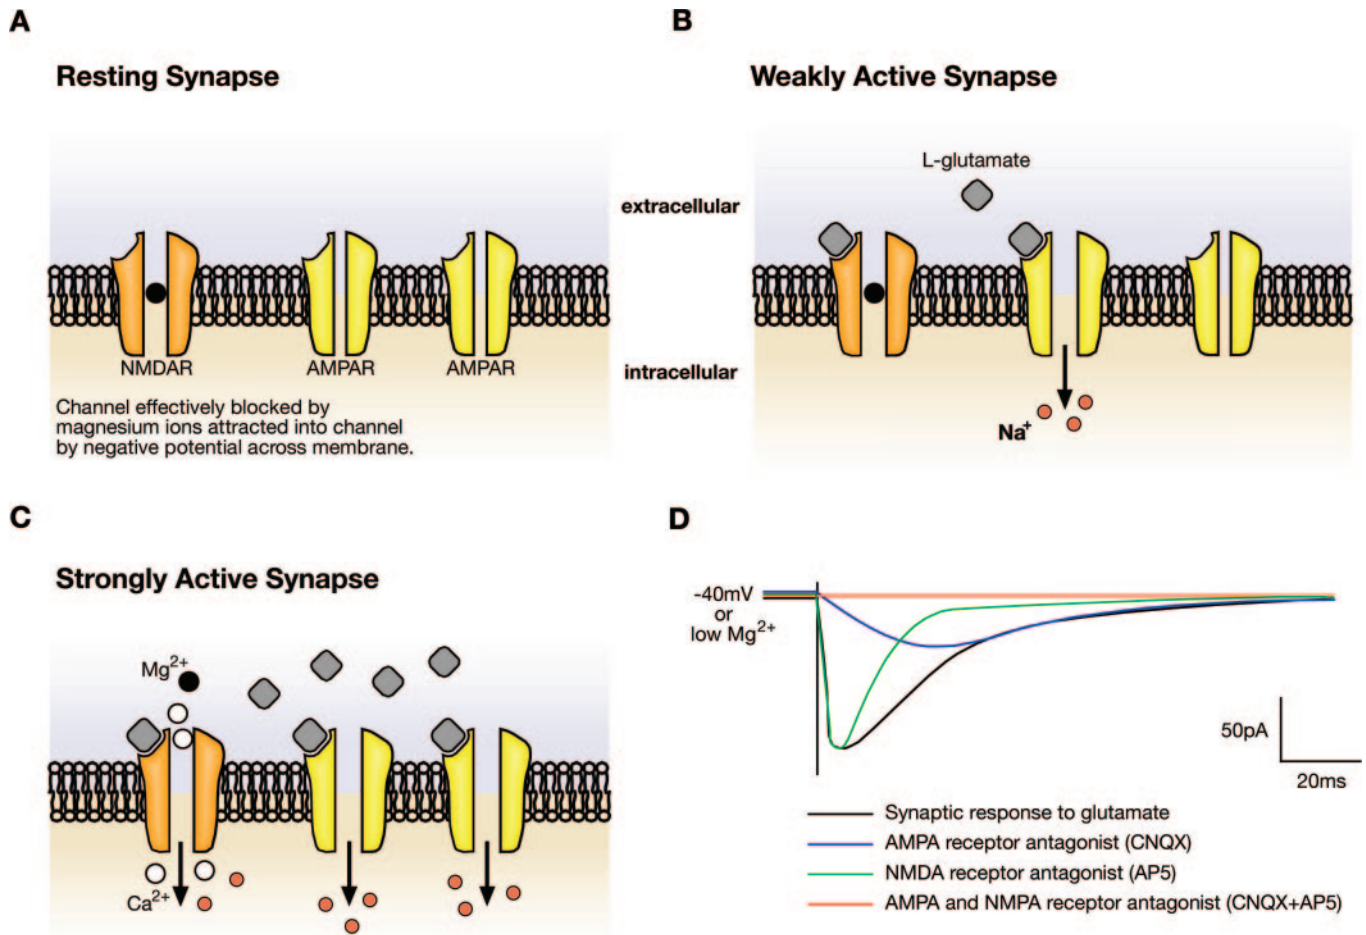 A
Resting Synapse
NMDAR
AMPAR
AMPAR
Channel effectively blocked by
magnesium ions attracted into channel
by negative potential across membrane.
extracellular
intracellular
B
Weakly Active Synapse
L-glutamate
Na+
C
Strongly Active Synapse
Mg2+
Ca2+
D
-40mV
or
low Mg2+
50pA
20ms
Synaptic response to glutamate
AMPA receptor antagonist (CNQX)
NMDA receptor antagonist (AP5)
AMPA and NMPA receptor antagonist (CNQX+AP5)